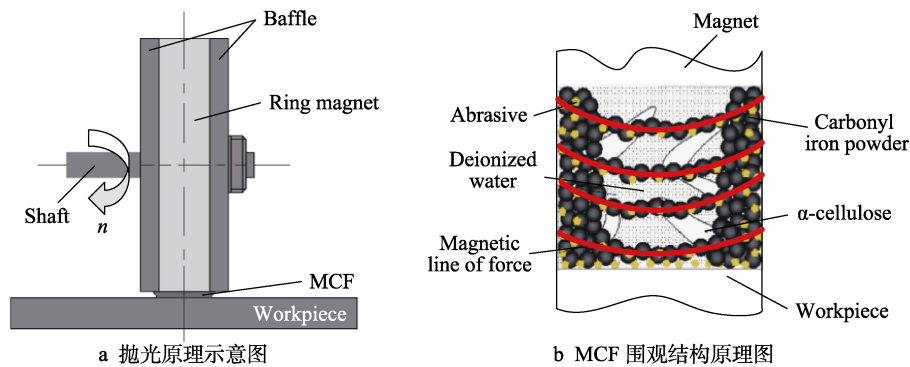 Baffle
Ring magnet
Shaft
n
MCF
Workpiece
a 抛光原理示意图
Magnet
Abrasive
Carbonyl
iron powder
Deionized
water
α-cellulose
Magnetic
line of force
Workpiece
b MCF 围观结构原理图